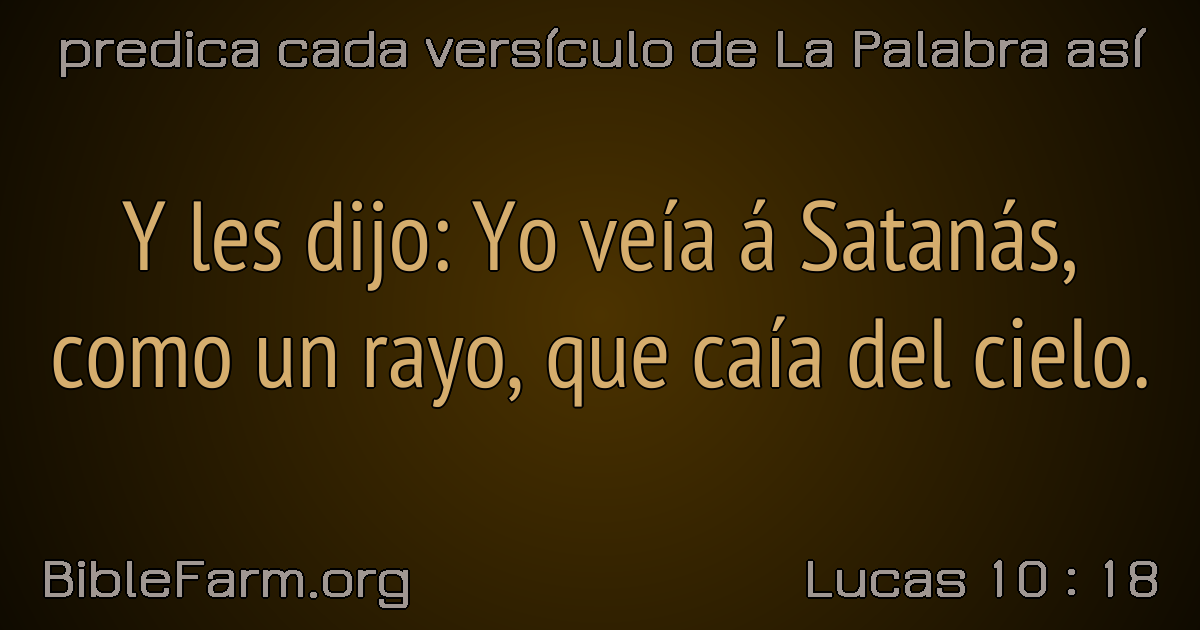 predica cada versículo de La Palabra así
Y les dijo: Yo veía á Satanás,
como un rayo, que caía del cielo.
BibleFarm.org
Lucas 10 : 18